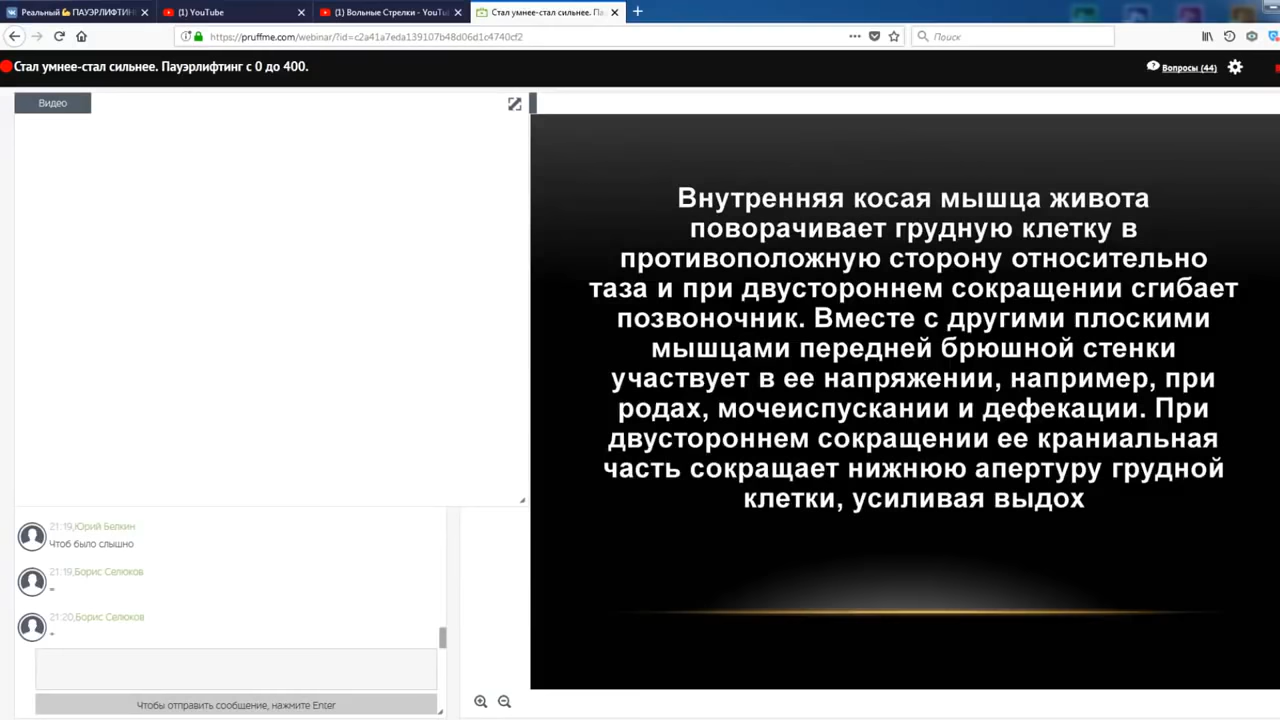 Реальный 💪 ПАУЭРЛИФТИН
(1) YouTube
(1) Вольные Стрелки - YouTu
Стал умнее-стал сильнее. Па
https://pruffme.com/webinar/?id=c2a41a7eda139107b48d06d1c4740cf2
Поиск
Стал умнее-стал сильнее. Пауэрлифтинг с 0 до 400.
Вопросы (44)
Видео
Внутренняя косая мышца живота
поворачивает грудную клетку в
противоположную сторону относительно
таза и при двустороннем сокращении сгибает
позвоночник. Вместе с другими плоскими
мышцами передней брюшной стенки
участвует в ее напряжении, например, при
родах, мочеиспускании и дефекации. При
двустороннем сокращении ее краниальная
часть сокращает нижнюю апертуру грудной
клетки, усиливая выдох
21:19,Юрий Белкин
Чтоб было слышно
21:19,Борис Селюков
21:20,Борис Селюков
Чтобы отправить сообщение, нажмите Enter